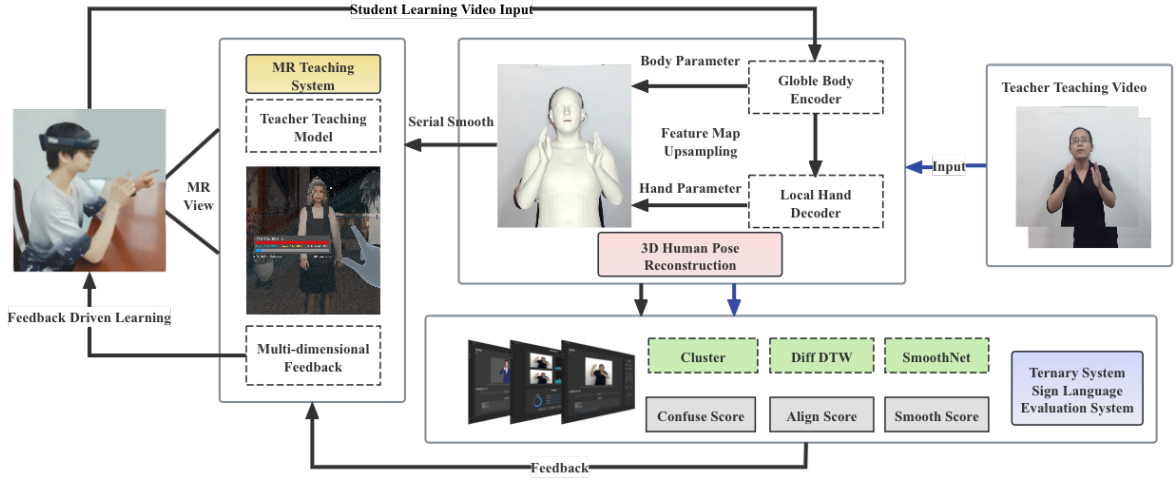 Student Learning Video Input
MR Teaching
System
Teacher Teaching
Model
MR
View
Multi-dimensional
Feedback
Feedback Driven Learning
Serial Smooth
Body Parameter
Globle Body
Encoder
Feature Map
Upsampling
Hand Parameter
Local Hand
Decoder
3D Human Pose
Reconstruction
Input
Teacher Teaching Video
Cluster
Diff DTW
SmoothNet
Confuse Score
Align Score
Smooth Score
Ternary System
Sign Language
Evaluation System
Feedback